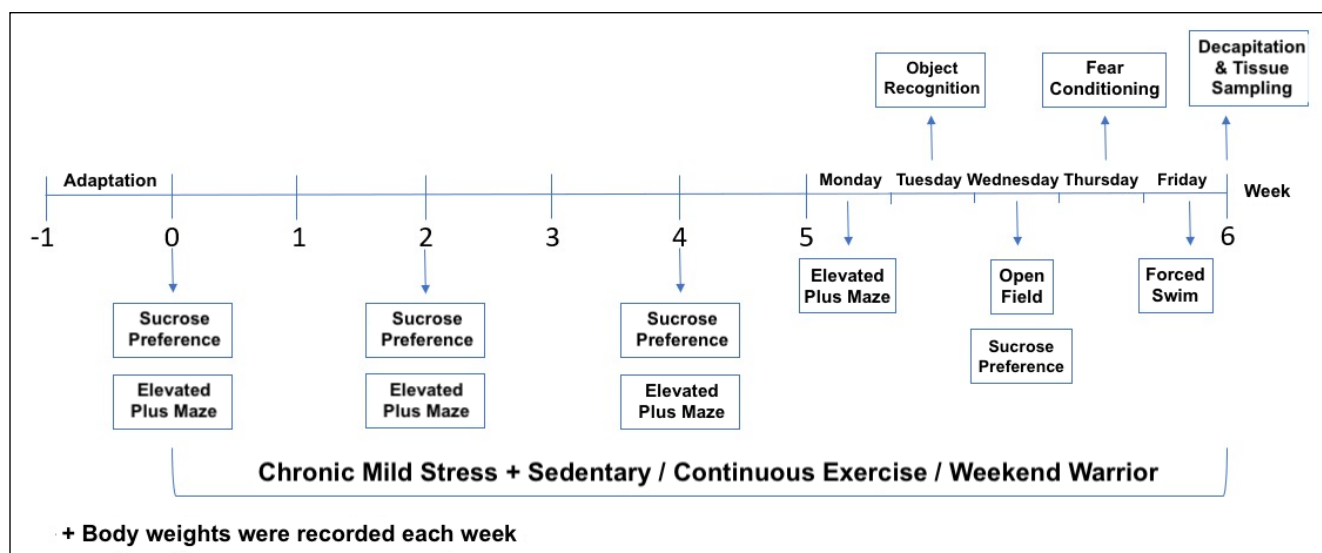 Decapitation
& Tissue
Sampling
Object
Recognition
Fear
Conditioning
Adaptation
Monday
Tuesday
Wednesday
Thursday
Friday
Week
-1
0
1
2
3
4
5
6
Sucrose
Preference
Elevated
Plus Maze
Sucrose
Preference
Elevated
Plus Maze
Sucrose
Preference
Elevated
Plus Maze
Elevated
Plus Maze
Open
Field
Sucrose
Preference
Forced
Swim
Chronic Mild Stress + Sedentary / Continuous Exercise / Weekend Warrior
+ Body weights were recorded each week